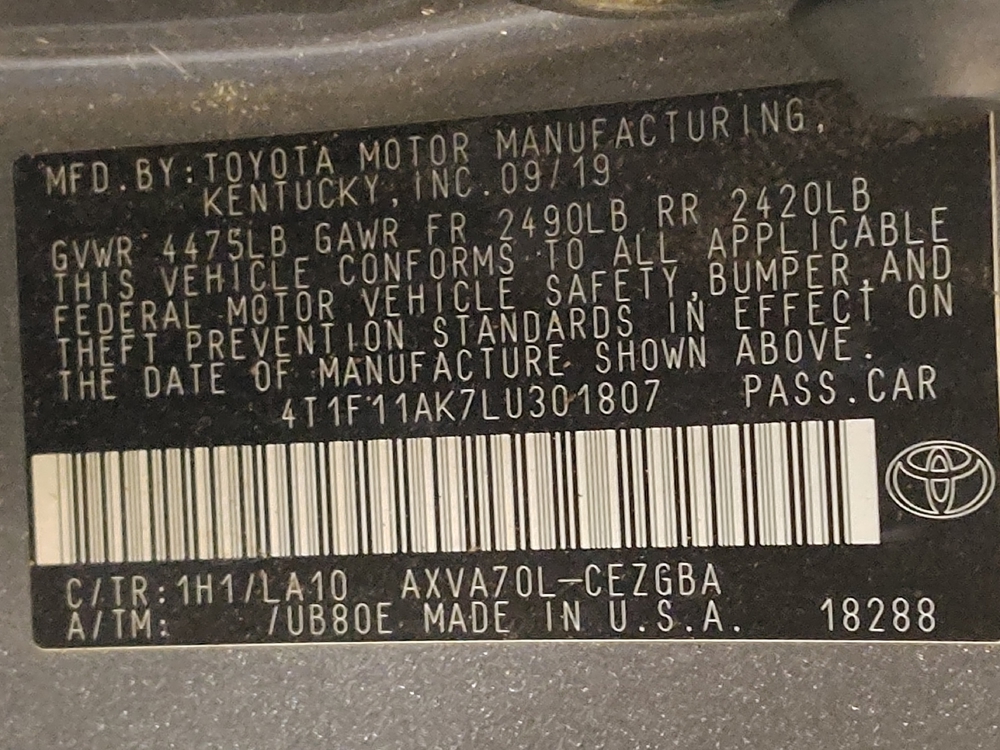 MFD.BY:TOYOTA MOTOR MANUFACTURING,
KENTUCKY, INC. 09/19
GVWR 4475LB GAWR FR 2490LB RR 2420LB
THIS VEHICLE CONFORMS TO ALL APPLICABLE
FEDERAL MOTOR VEHICLE SAFETY,BUMPER,AND
THEFT PREVENTION STANDARDS IN EFFECT ON
THE DATE OF MANUFACTURE SHOWN ABOVE.
4T1F11AK7LU301807 PASS.CAR
C/TR:1H1/LA10 AXVA70L-CEZGBA
A/TM: /UB80E MADE IN U.S.A. 18288